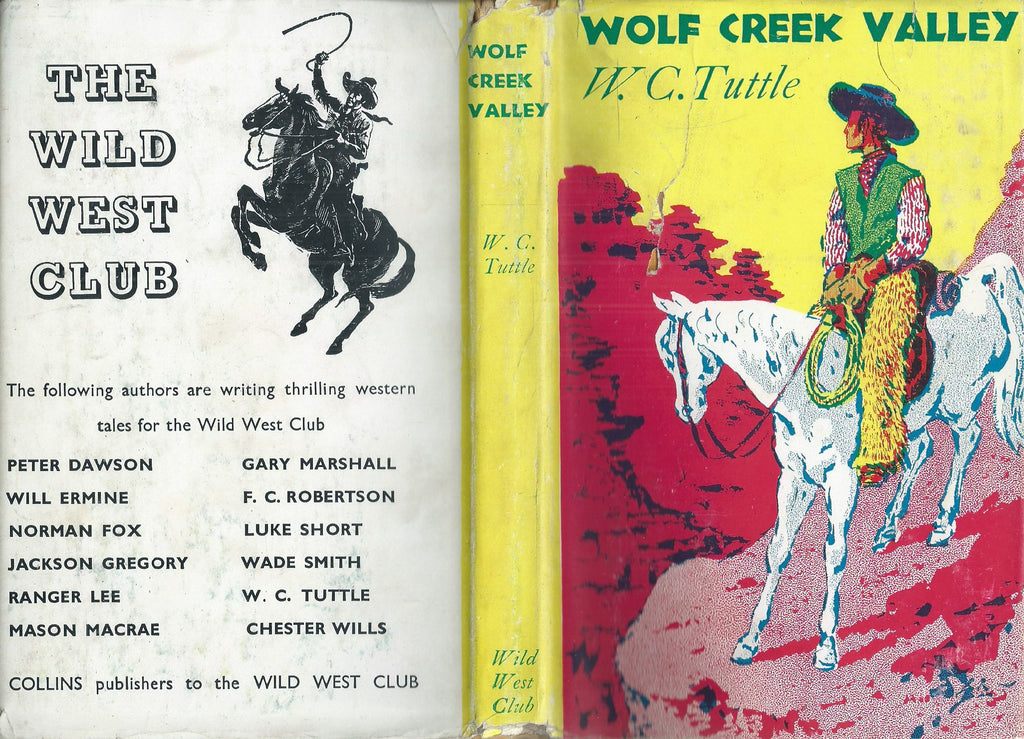 THE
WILD
WEST
CLUB
The following authors are writing thrilling western
tales for the Wild West Club
PETER DAWSON
WILL ERMINE
NORMAN FOX
JACKSON GREGORY
RANGER LEE
MASON MACRAE
GARY MARSHALL
F. C. ROBERTSON
LUKE SHORT
WADE SMITH
W. C. TUTTLE
CHESTER WILLS
COLLINS publishers to the WILD WEST CLUB
WOLF
CREEK
VALLEY
W. C.
Tuttle
Wild
West
Club
WOLF CREEK VALLEY
W. C. Tuttle